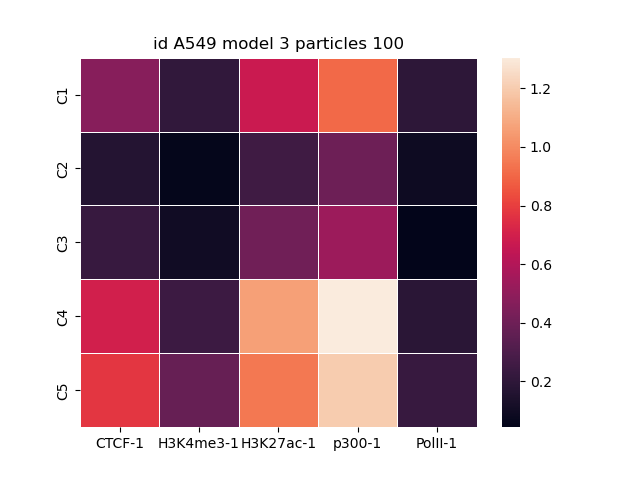 id A549 model 3 particles 100
C1
C2
C3
C4
C5
CTCF-1 H3K4me3-1 H3K27ac-1 p300-1 PolII-1
1.2
1.0
0.8
0.6
0.4
0.2